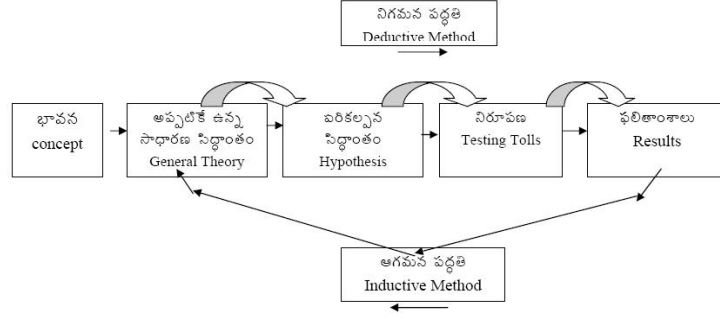 నిగమన పద్ధతి
Deductive Method
భావన
concept
అప్పటికే ఉన్న
సాధారణ సిద్ధాంతం
General Theory
ఐరికల్పన
సిద్ధాంతం
Hypothesis
నిరూపణ
Testing Tolls
ఫలితాంశాలు
Results
ఆగమన పద్ధతి
Inductive Method